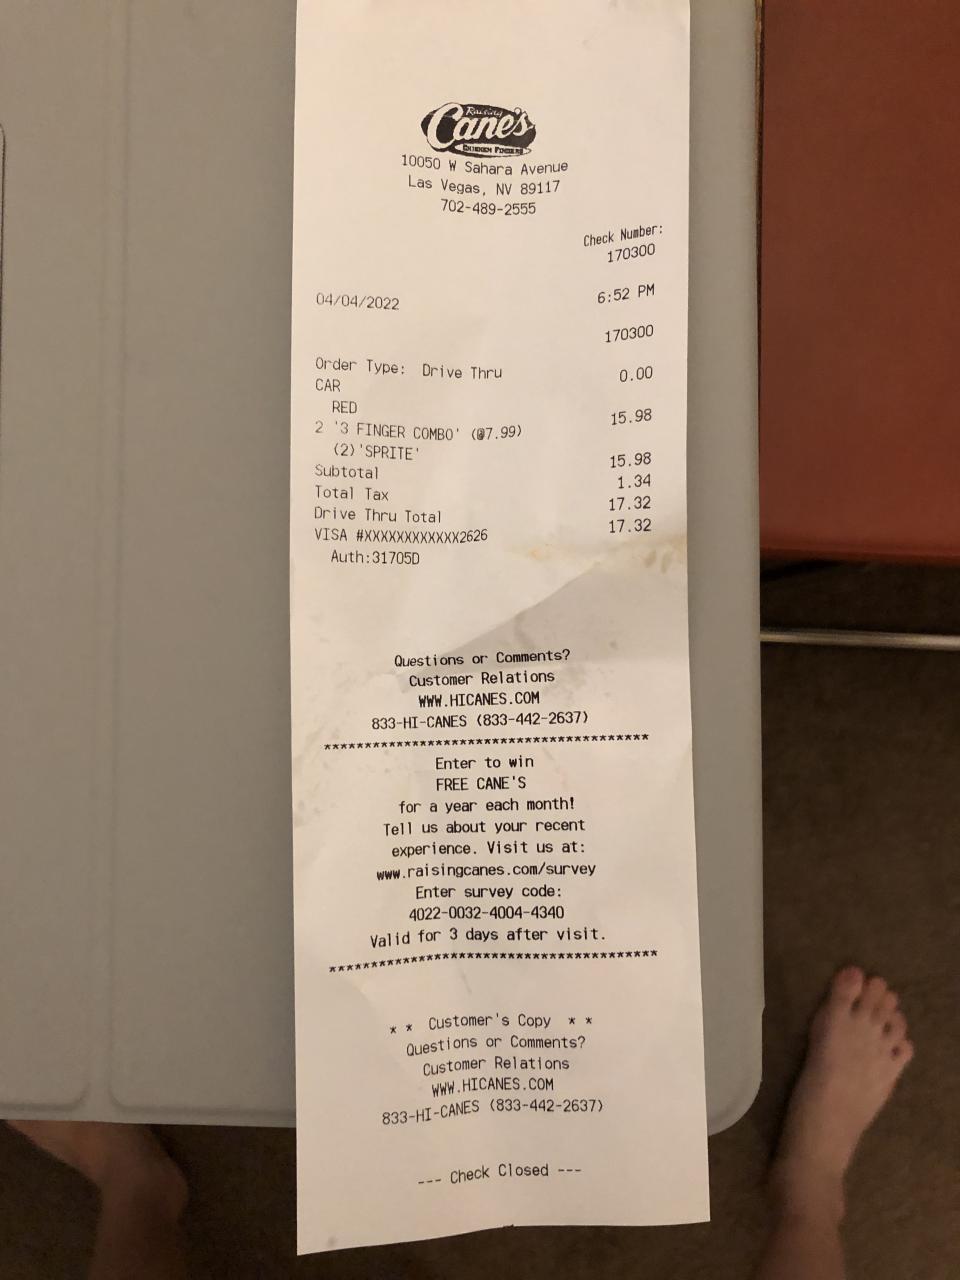 Raising
Cane's
CHICKEN FINGERS
10050 W Sahara Avenue
Las Vegas, NV 89117
702-489-2555
Check Number:
170300
04/04/2022 6:52 PM
170300
Order Type: Drive Thru
CAR 0.00
RED
2 '3 FINGER COMBO' (@7.99) 15.98
(2)'SPRITE'
Subtotal 15.98
Total Tax 1.34
Drive Thru Total 17.32
VISA #XXXXXXXXXXXX2626 17.32
Auth:31705D
Questions or Comments?
Customer Relations
WWW.HICANES.COM
833-HI-CANES (833-442-2637)
****************************************
Enter to win
FREE CANE'S
for a year each month!
Tell us about your recent
experience. Visit us at:
www.raisingcanes.com/survey
Enter survey code:
4022-0032-4004-4340
Valid for 3 days after visit.
****************************************
* * Customer's Copy * *
Questions or Comments?
Customer Relations
WWW.HICANES.COM
833-HI-CANES (833-442-2637)
--- Check Closed ---